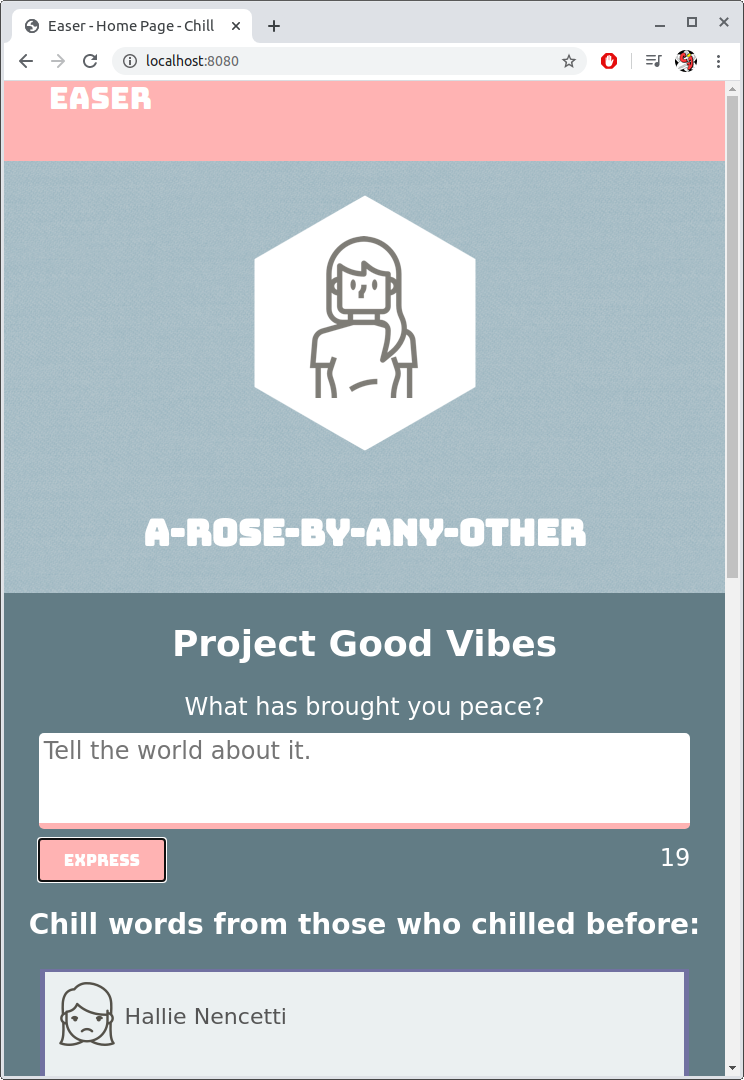 Easer - Home Page - Chill
localhost:8080
EASER
A-ROSE-BY-ANY-OTHER
Project Good Vibes
What has brought you peace?
Tell the world about it.
EXPRESS
19
Chill words from those who chilled before:
Hallie Nencetti